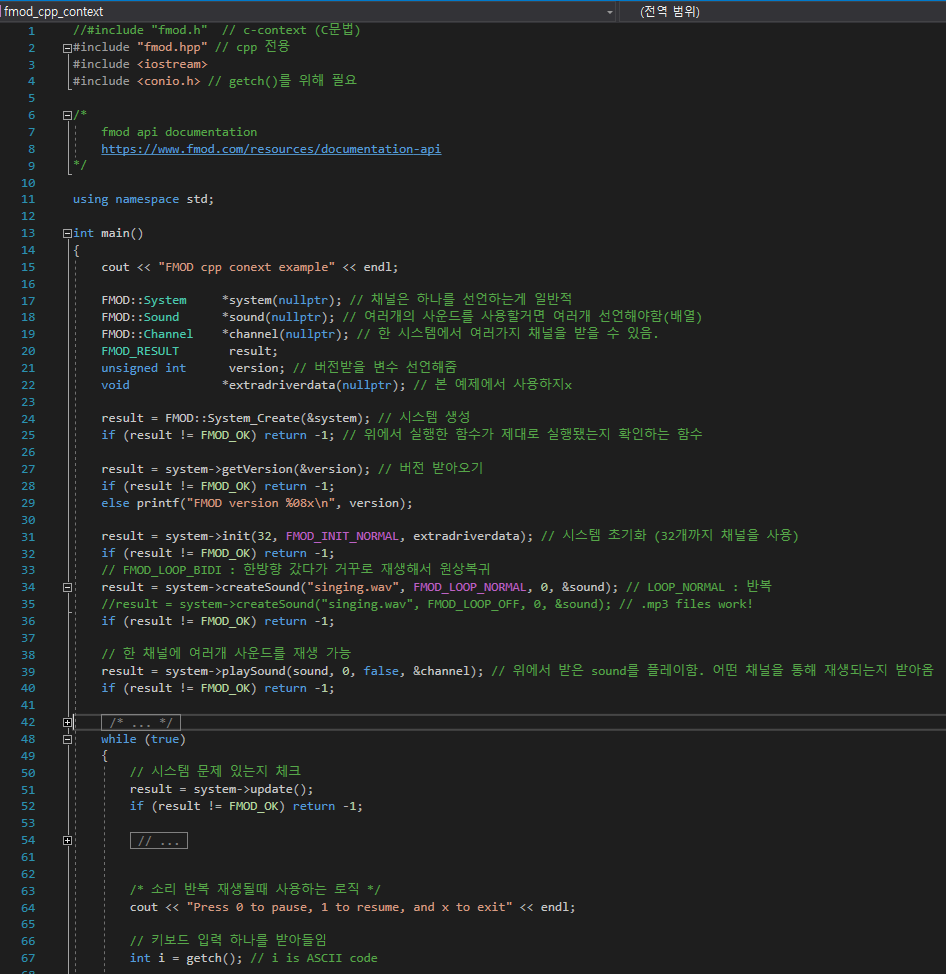 fmod_cpp_context (전역 범위)
1 //#include "fmod.h"  // c-context (C문법)
2 #include "fmod.hpp" // cpp 전용
3 #include <iostream>
4 #include <conio.h> // getch()를 위해 필요
5
6 /*
7 fmod api documentation
8 https://www.fmod.com/resources/documentation-api
9 */
10
11 using namespace std;
12
13 int main()
14 {
15 cout << "FMOD cpp conext example" << endl;
16
17 FMOD::System     *system(nullptr); // 채널은 하나를 선언하는게 일반적
18 FMOD::Sound      *sound(nullptr); // 여러개의 사운드를 사용할거면 여러개 선언해야함(배열)
19 FMOD::Channel    *channel(nullptr); // 한 시스템에서 여러가지 채널을 받을 수 있음.
20 FMOD_RESULT       result;
21 unsigned int      version; // 버전받을 변수 선언해줌
22 void             *extradriverdata(nullptr); // 본 예제에서 사용하지x
23
24 result = FMOD::System_Create(&system); // 시스템 생성
25 if (result != FMOD_OK) return -1; // 위에서 실행한 함수가 제대로 실행됐는지 확인하는 함수
26
27 result = system->getVersion(&version); // 버전 받아오기
28 if (result != FMOD_OK) return -1;
29 else printf("FMOD version %08x\n", version);
30
31 result = system->init(32, FMOD_INIT_NORMAL, extradriverdata); // 시스템 초기화 (32개까지 채널을 사용)
32 if (result != FMOD_OK) return -1;
33 // FMOD_LOOP_BIDI : 한방향 갔다가 거꾸로 재생해서 원상복귀
34 result = system->createSound("singing.wav", FMOD_LOOP_NORMAL, 0, &sound); // LOOP_NORMAL : 반복
35 //result = system->createSound("singing.wav", FMOD_LOOP_OFF, 0, &sound); // .mp3 files work!
36 if (result != FMOD_OK) return -1;
37
38 // 한 채널에 여러개 사운드를 재생 가능
39 result = system->playSound(sound, 0, false, &channel); // 위에서 받은 sound를 플레이함. 어떤 채널을 통해 재생되는지 받아옴
40 if (result != FMOD_OK) return -1;
41
42 /* ... */
48 while (true)
49 {
50 // 시스템 문제 있는지 체크
51 result = system->update();
52 if (result != FMOD_OK) return -1;
53
54 // ...
61
62
63 /* 소리 반복 재생될때 사용하는 로직 */
64 cout << "Press 0 to pause, 1 to resume, and x to exit" << endl;
65
66 // 키보드 입력 하나를 받아들임
67 int i = getch(); // i is ASCII code